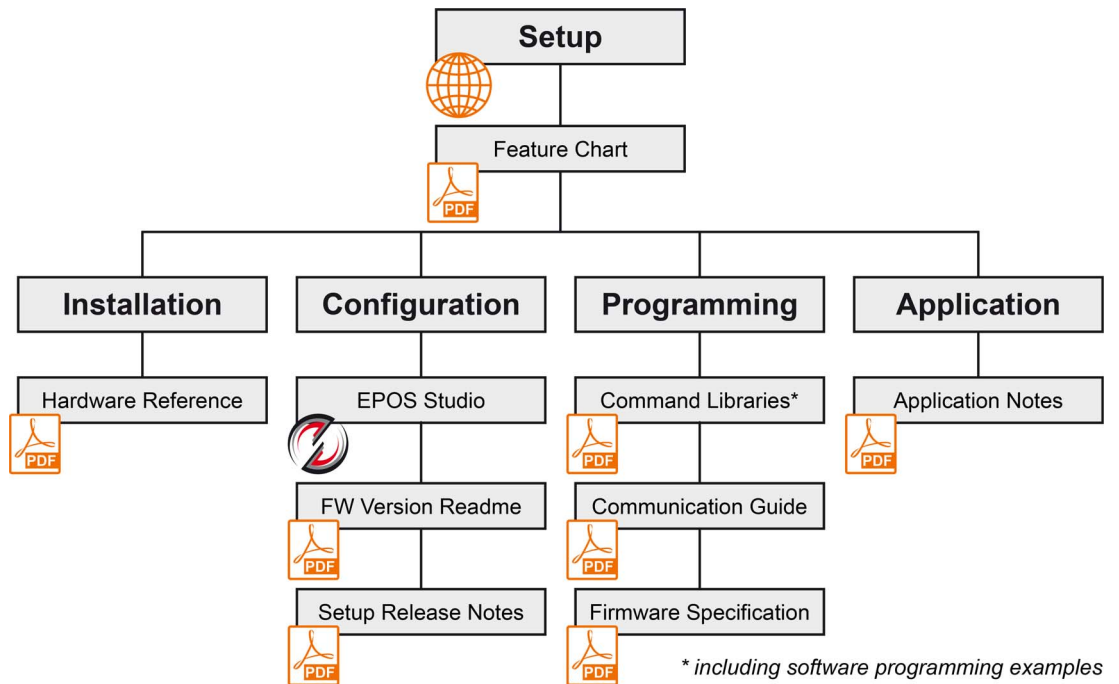 Setup
Feature Chart
PDF
Installation
Configuration
Programming
Application
Hardware Reference
EPOS Studio
Command Libraries*
Application Notes
PDF
PDF
PDF
FW Version Readme
Communication Guide
PDF
PDF
Setup Release Notes
Firmware Specification
PDF
PDF
* including software programming examples